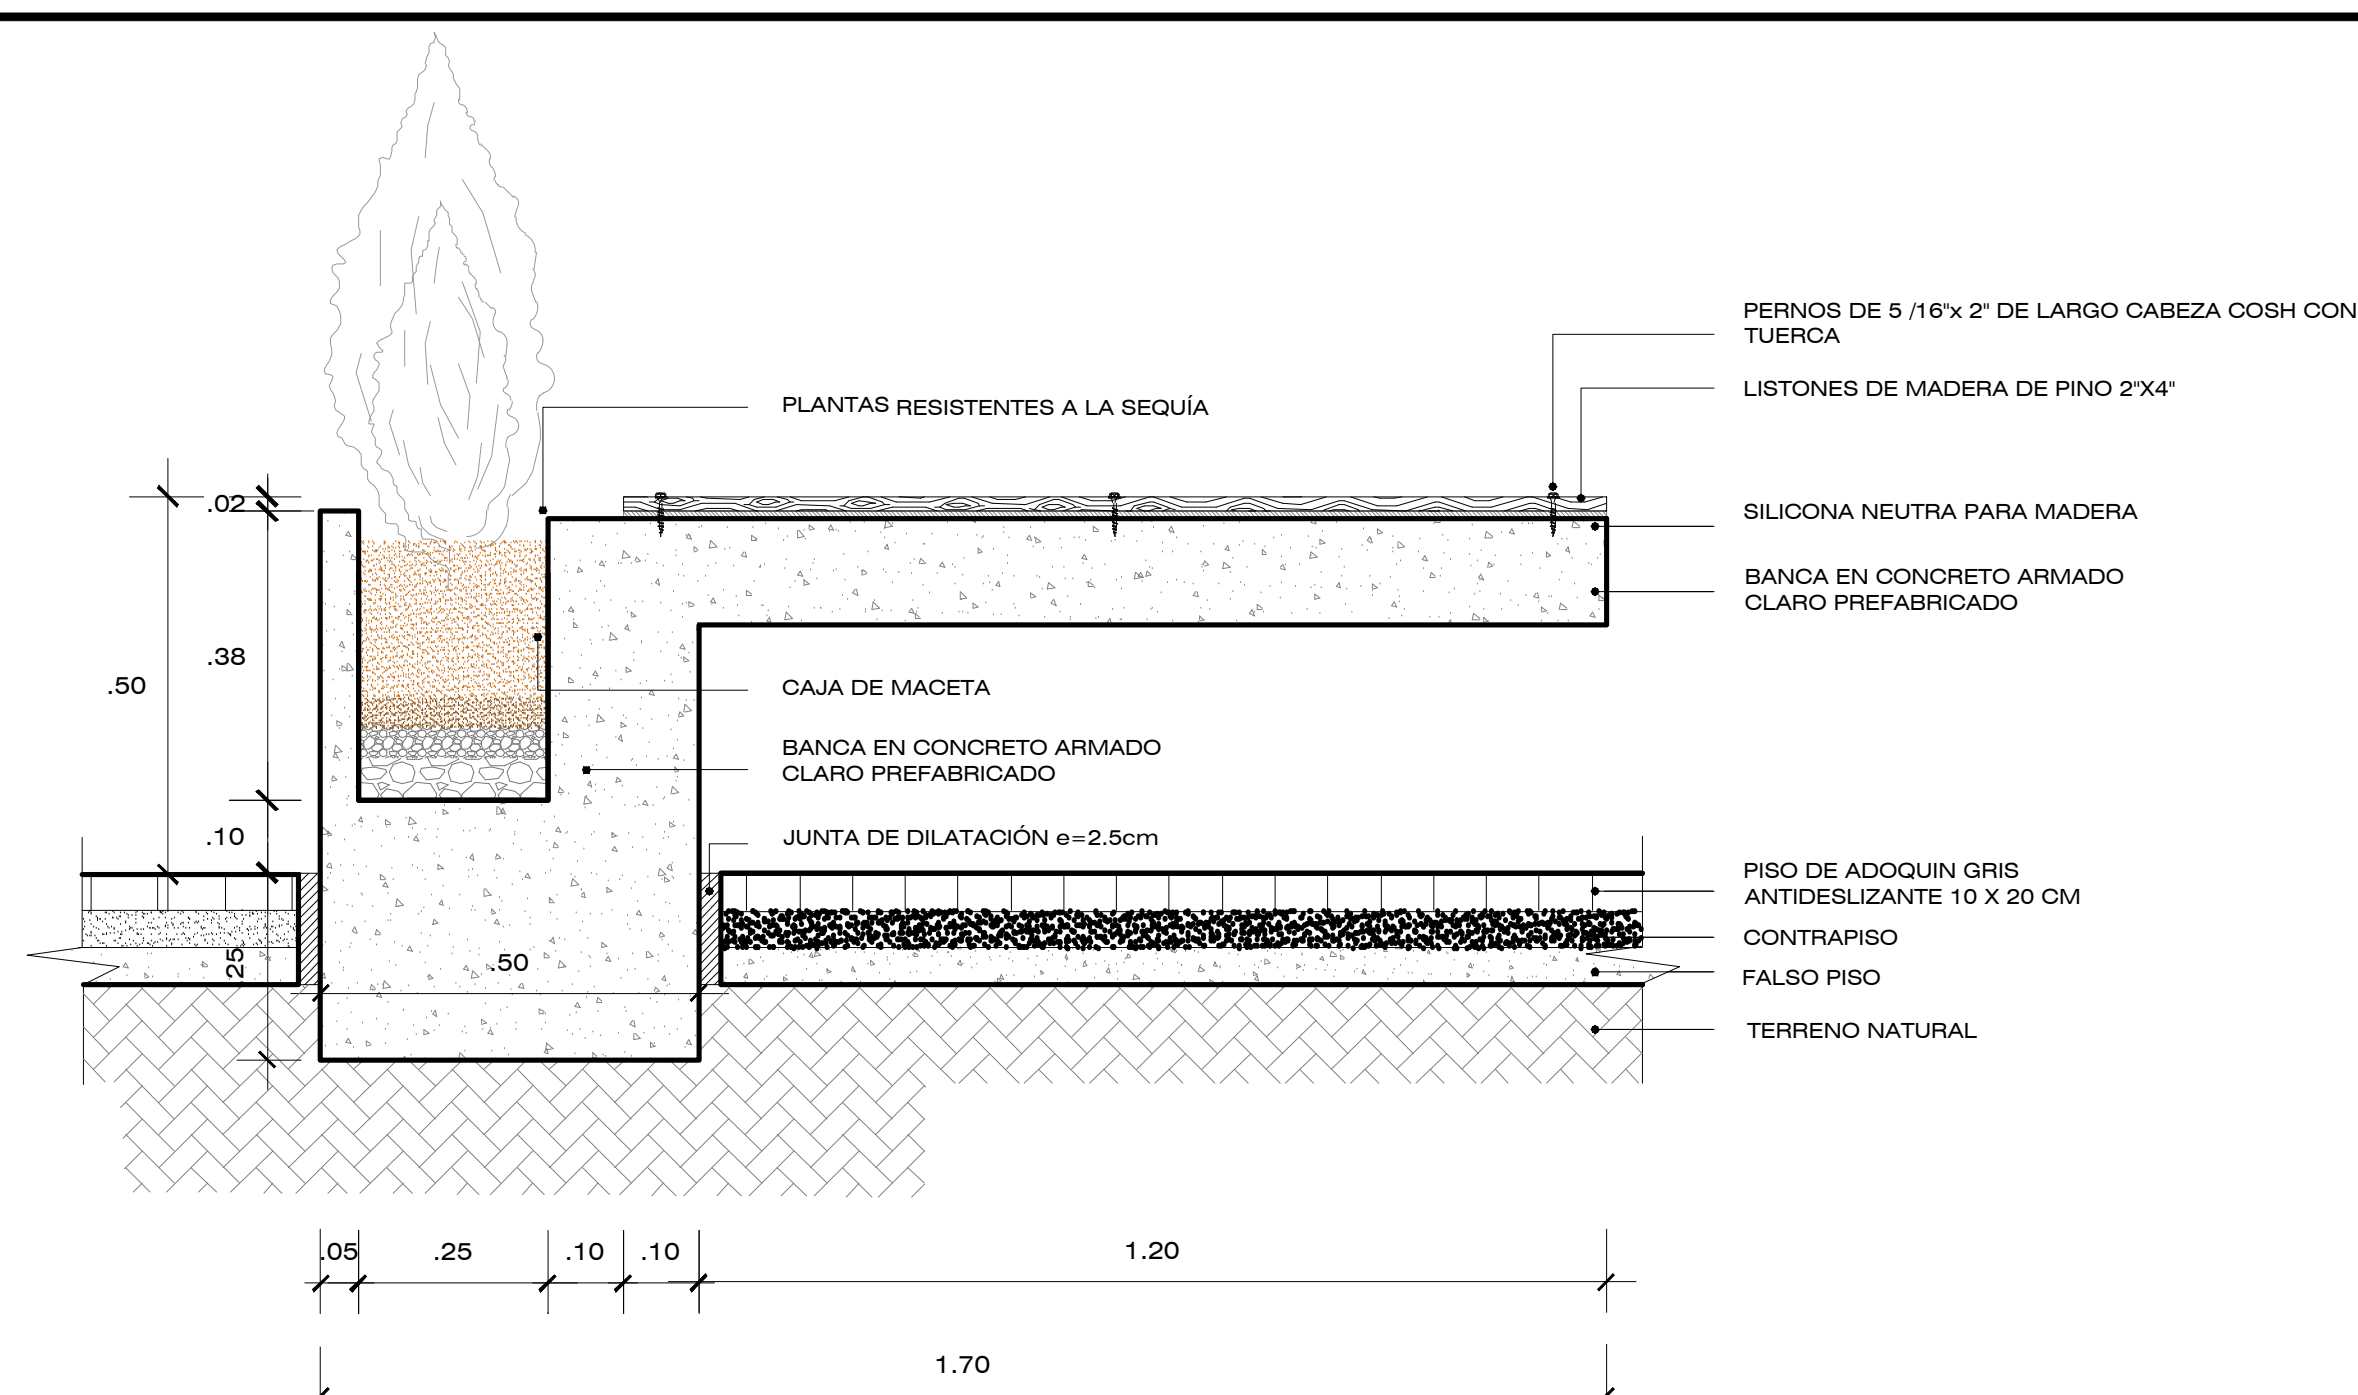 PERNOS DE 5 /16"x 2" DE LARGO CABEZA COSH CON
TUERCA
LISTONES DE MADERA DE PINO 2"X4"
PLANTAS RESISTENTES A LA SEQUÍA
.02
SILICONA NEUTRA PARA MADERA
BANCA EN CONCRETO ARMADO
CLARO PREFABRICADO
.38
.50
CAJA DE MACETA
BANCA EN CONCRETO ARMADO
CLARO PREFABRICADO
.10
JUNTA DE DILATACIÓN e=2.5cm
PISO DE ADOQUIN GRIS
ANTIDESLIZANTE 10 X 20 CM
CONTRAPISO
.25
.50
FALSO PISO
TERRENO NATURAL
.05
.25
.10
.10
1.20
1.70